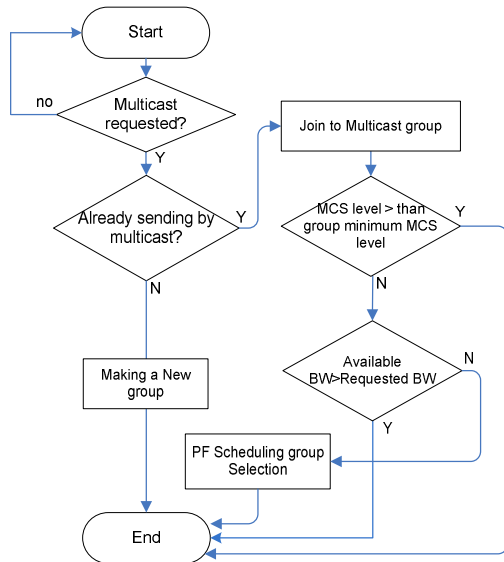 Start
no
Multicast
requested?
Y
Join to Multicast group
Already sending by
multicast?
Y
N
MCS level > than
group minimum MCS
level
Y
N
Making a New
group
Available
BW>Requested BW
N
Y
PF Scheduling group
Selection
End